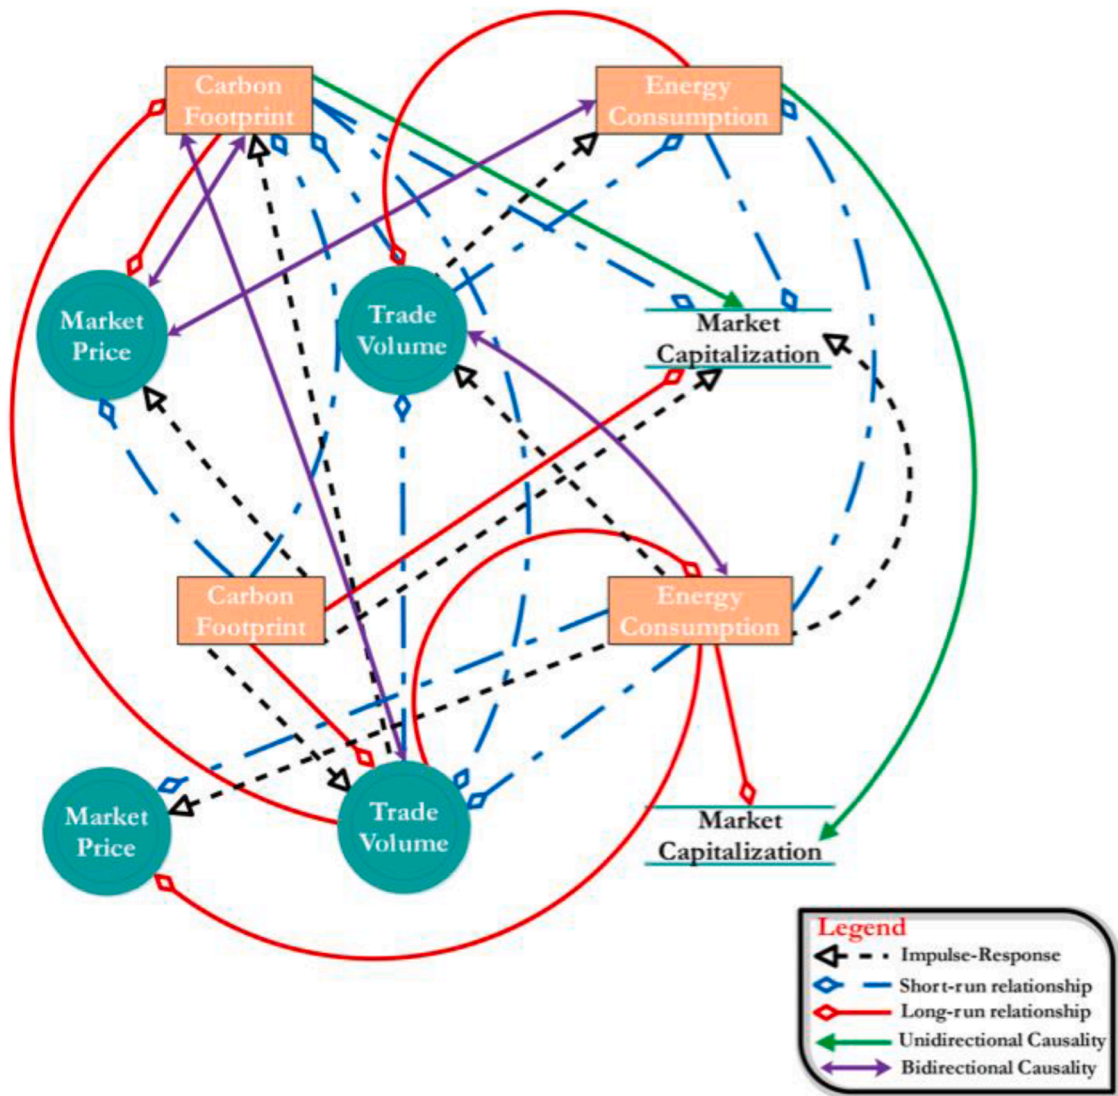 Carbon
Footprint
Energy
Consumption
Market
Price
Trade
Volume
Market
Capitalization
Carbon
Footprint
Energy
Consumption
Market
Price
Trade
Volume
Market
Capitalization
Legend
Impulse-Response
Short-run relationship
Long-run relationship
Unidirectional Causality
Bidirectional Causality